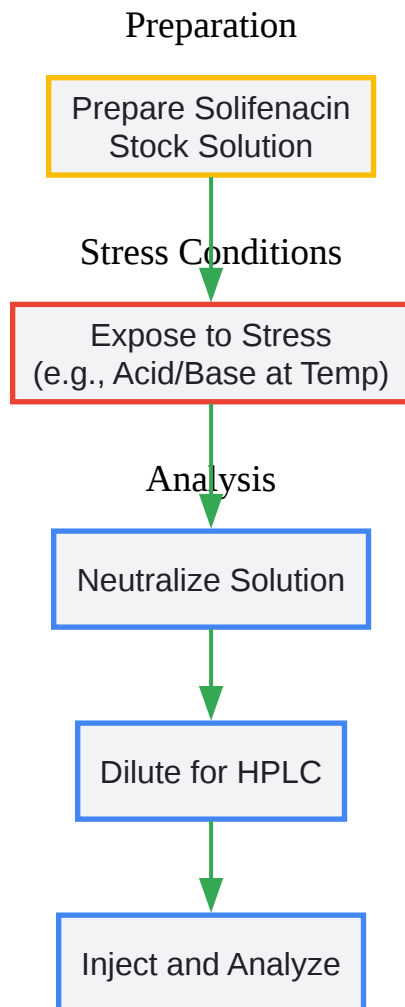 Preparation
Prepare Solifenacin
Stock Solution
Stress Conditions
Expose to Stress
(e.g., Acid/Base at Temp)
Analysis
Neutralize Solution
Dilute for HPLC
Inject and Analyze